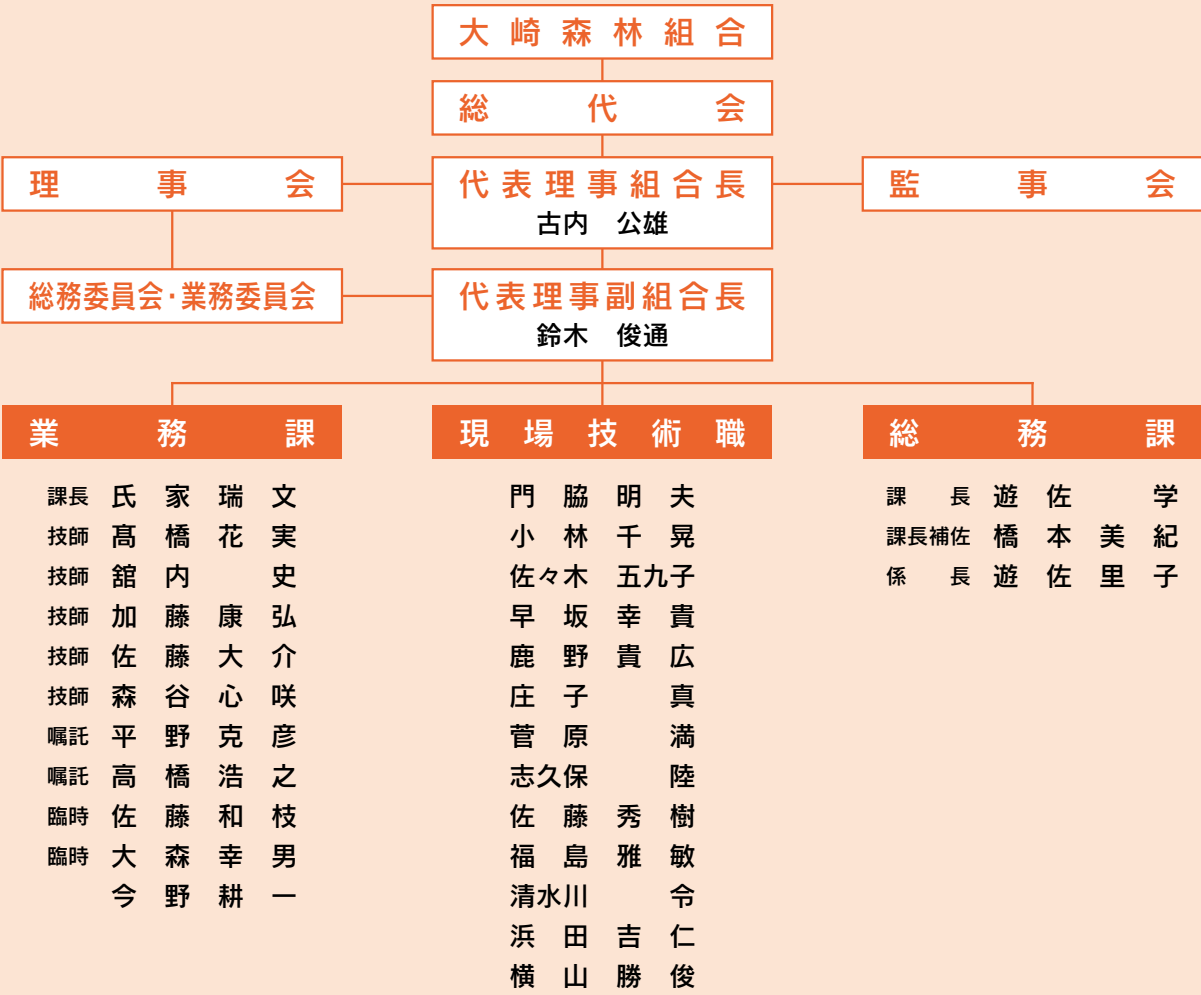 大崎森林組合
総代会
理事会
代表理事組合長
古内　公雄
監事会
総務委員会・業務委員会
代表理事副組合長
鈴木　俊通
業務課
課長 氏家瑞文
技師 髙橋花実
技師 舘内　史
技師 加藤康弘
技師 佐藤大介
技師 森谷心咲
嘱託 平野克彦
嘱託 高橋浩之
臨時 佐藤和枝
臨時 大森幸男
今野耕一
現場技術職
門脇明夫
小林千晃
佐々木五九子
早坂幸貴
鹿野貴広
庄子　真
菅原　満
志久保　陸
佐藤秀樹
福島雅敏
清水川　令
浜田吉仁
横山勝俊
総務課
課長 遊佐　学
課長補佐 橋本美紀
係長 遊佐里子